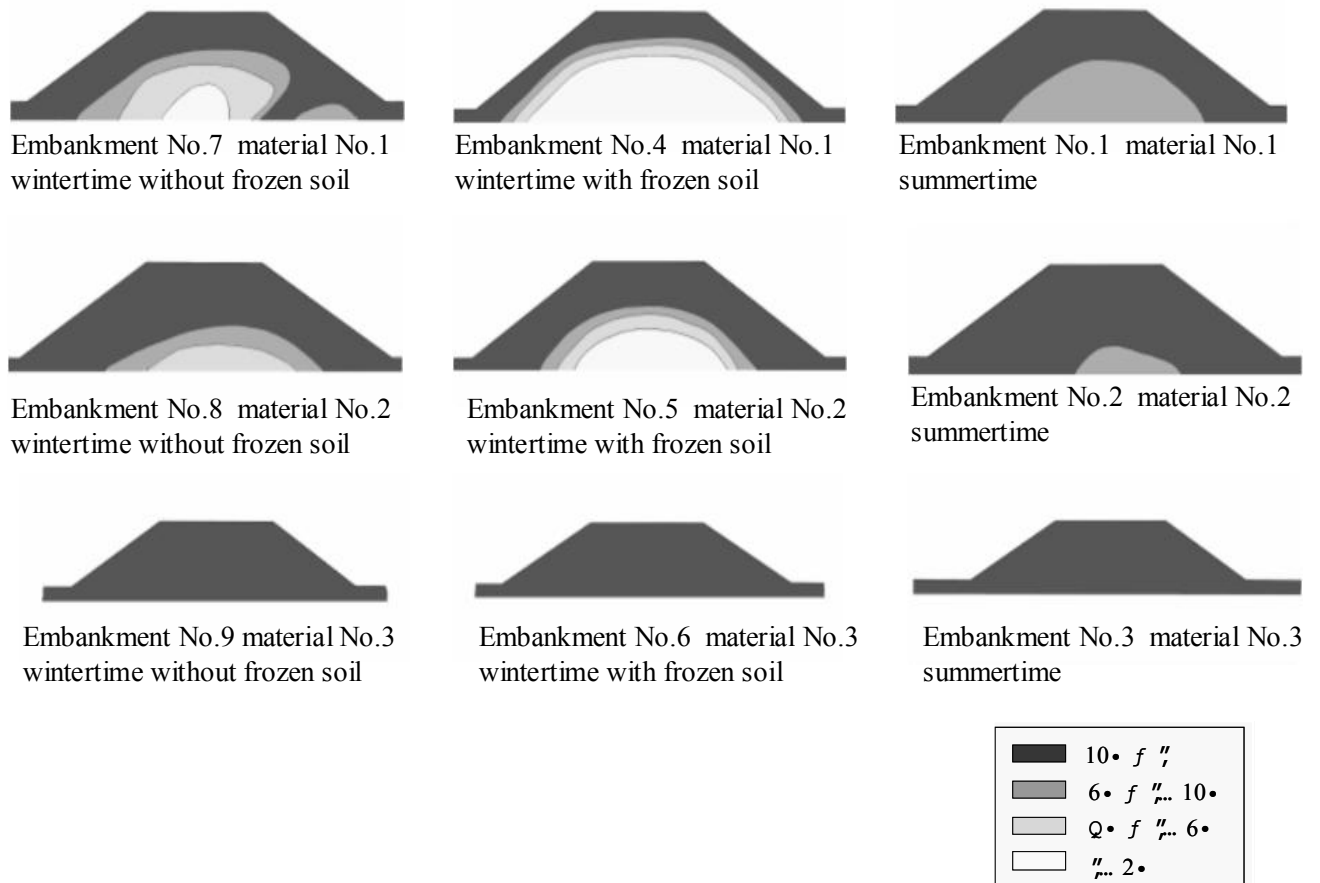 Embankment No.7 material No.1
wintertime without frozen soil
Embankment No.4 material No.1
wintertime with frozen soil
Embankment No.1 material No.1
summertime
Embankment No.8 material No.2
wintertime without frozen soil
Embankment No.5 material No.2
wintertime with frozen soil
Embankment No.2 material No.2
summertime
Embankment No.9 material No.3
wintertime without frozen soil
Embankment No.6 material No.3
wintertime with frozen soil
Embankment No.3 material No.3
summertime
10• ƒ
6• ƒ 10•
Q• ƒ 6•
2•